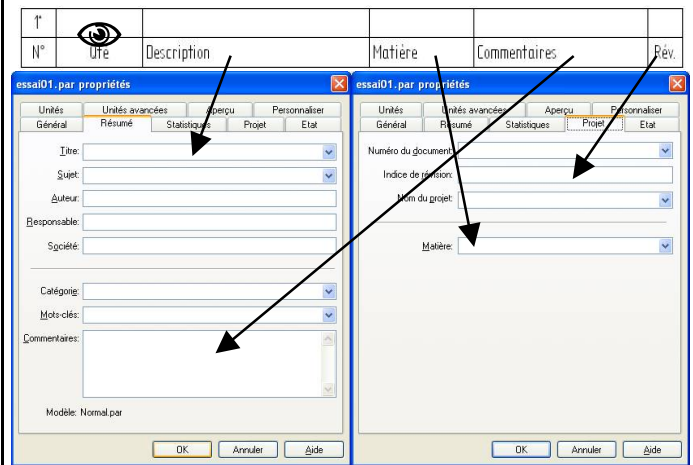 1*
N° Qté Description Matière Commentaires Rév.
essai01.par propriétés
Unités Unités avancées Aperçu Personnaliser
Général Résumé Statistiques Projet Etat
Titre:
Sujet:
Auteur:
Responsable:
Société:
Catégorie:
Mots-clés:
Commentaires:
Modèle: Normal.par
OK Annuler Aide
essai01.par propriétés
Unités Unités avancées Aperçu Personnaliser
Général Résumé Statistiques Projet Etat
Numéro du document:
Indice de révision:
Nom du projet:
Matière:
OK Annuler Aide